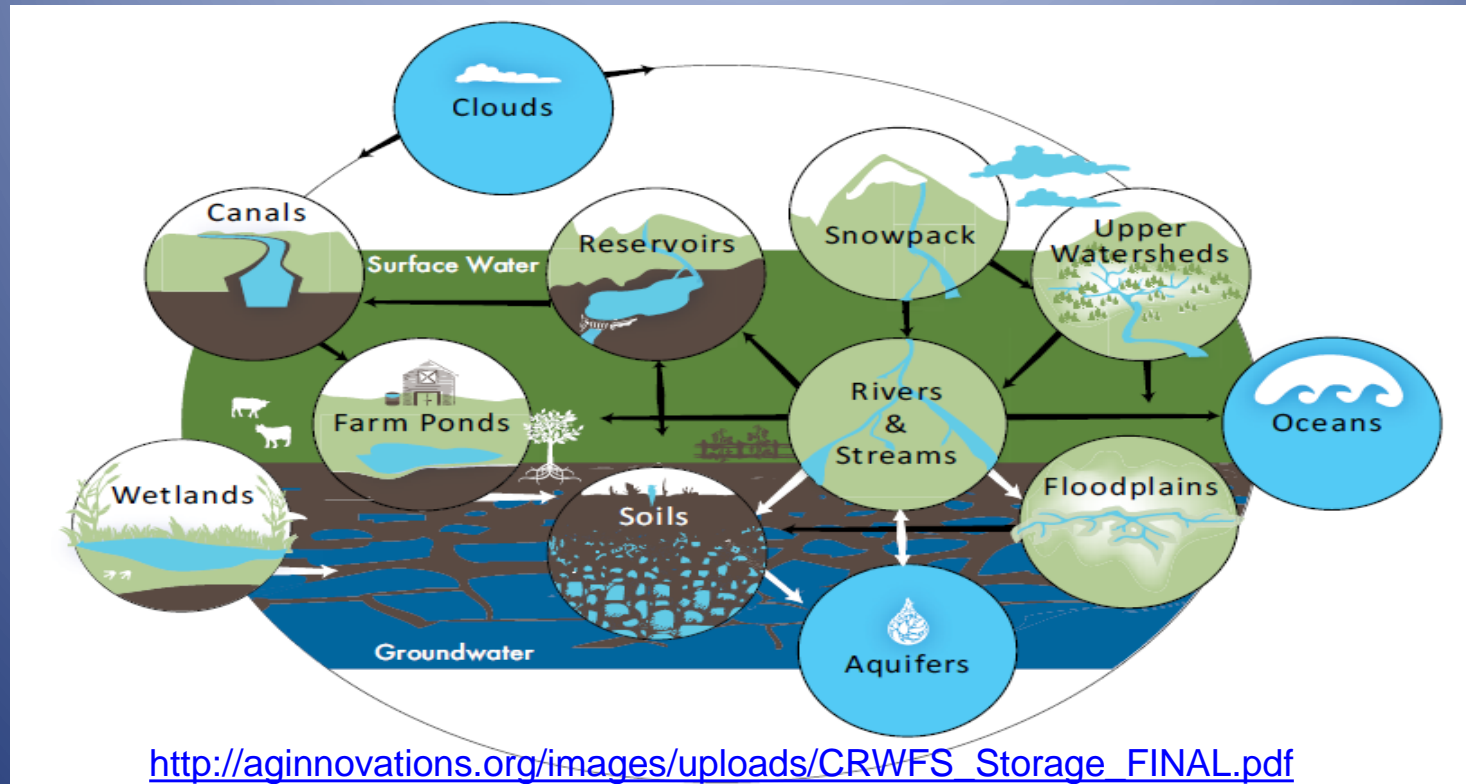 Clouds
Canals
Reservoirs
Snowpack
Upper
Watersheds
Surface Water
Farm Ponds
Rivers
&
Streams
Oceans
Wetlands
Soils
Floodplains
Groundwater
Aquifers
http://aginnovations.org/images/uploads/CRWFS_Storage_FINAL.pdf